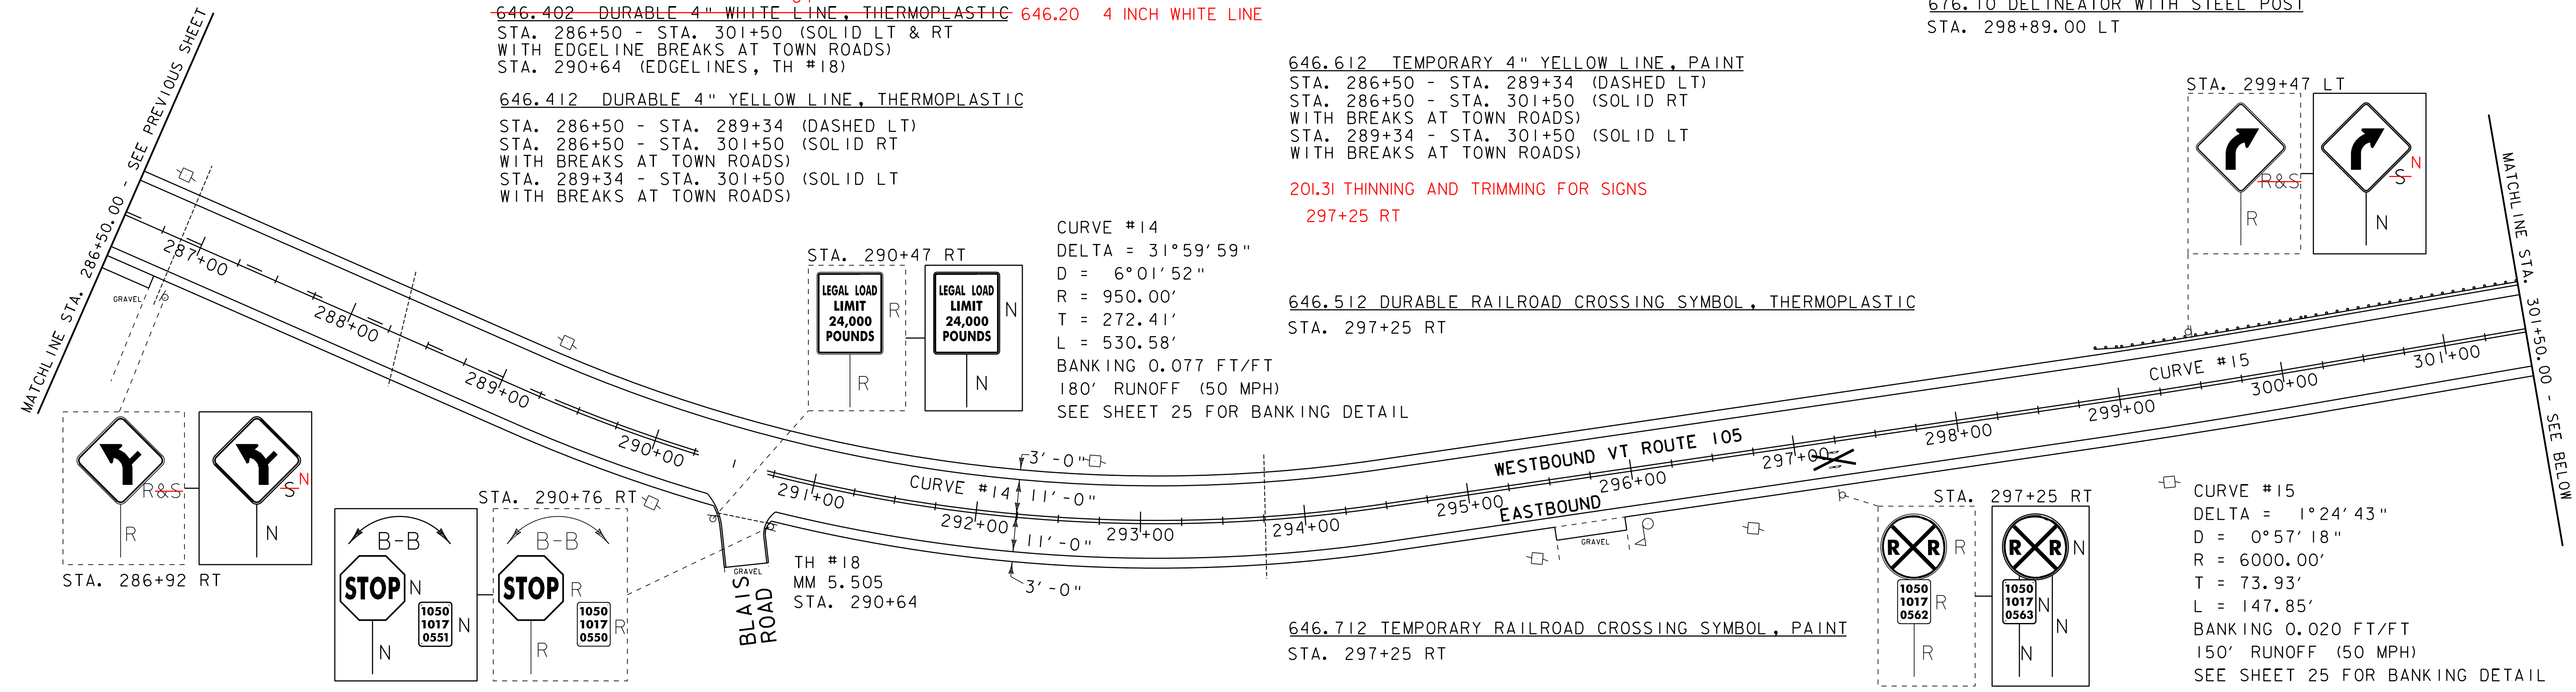 646.402 DURABLE 4" WHITE LINE, THERMOPLASTIC 646.20 4 INCH WHITE LINE
STA. 286+50 - STA. 301+50 (SOLID LT & RT
WITH EDGELINE BREAKS AT TOWN ROADS)
STA. 290+64 (EDGELINES, TH #18)
646.412 DURABLE 4" YELLOW LINE, THERMOPLASTIC
STA. 286+50 - STA. 289+34 (DASHED LT)
STA. 286+50 - STA. 301+50 (SOLID RT
WITH BREAKS AT TOWN ROADS)
STA. 289+34 - STA. 301+50 (SOLID LT
WITH BREAKS AT TOWN ROADS)
646.612 TEMPORARY 4" YELLOW LINE, PAINT
STA. 286+50 - STA. 289+34 (DASHED LT)
STA. 286+50 - STA. 301+50 (SOLID RT
WITH BREAKS AT TOWN ROADS)
STA. 289+34 - STA. 301+50 (SOLID LT
WITH BREAKS AT TOWN ROADS)
201.31 THINNING AND TRIMMING FOR SIGNS
297+25 RT
676.10 DELINEATOR WITH STEEL POST
STA. 298+89.00 LT
STA. 299+47 LT
R&S
R
S N
N
MATCHLINE STA. 286+50.00 - SEE PREVIOUS SHEET
MATCHLINE STA. 301+50.00 - SEE BELOW
CURVE #14
DELTA = 31°59'59"
D = 6°01'52"
R = 950.00'
T = 272.41'
L = 530.58'
BANKING 0.077 FT/FT
180' RUNOFF (50 MPH)
SEE SHEET 25 FOR BANKING DETAIL
646.512 DURABLE RAILROAD CROSSING SYMBOL, THERMOPLASTIC
STA. 297+25 RT
STA. 290+47 RT
LEGAL LOAD
LIMIT
24,000
POUNDS
R
R
LEGAL LOAD
LIMIT
24,000
POUNDS
N
N
GRAVEL
287+00
288+00
289+00
290+00
291+00
292+00
293+00
294+00
295+00
296+00
297+00
298+00
299+00
300+00
301+00
CURVE #14
CURVE #15
WESTBOUND VT ROUTE 105
EASTBOUND
3'-0"
11'-0"
11'-0"
3'-0"
GRAVEL
R&S
R
S N
N
STA. 286+92 RT
STA. 290+76 RT
B-B
STOP
N
1050
1017
0551
N
N
B-B
STOP
R
1050
1017
0550
R
R
GRAVEL
BLAIS
ROAD
TH #18
MM 5.505
STA. 290+64
646.712 TEMPORARY RAILROAD CROSSING SYMBOL, PAINT
STA. 297+25 RT
STA. 297+25 RT
R R
R
1050
1017
0562
R
R
R R
N
1050
1017
0563
N
N
N
CURVE #15
DELTA = 1°24'43"
D = 0°57'18"
R = 6000.00'
T = 73.93'
L = 147.85'
BANKING 0.020 FT/FT
150' RUNOFF (50 MPH)
SEE SHEET 25 FOR BANKING DETAIL